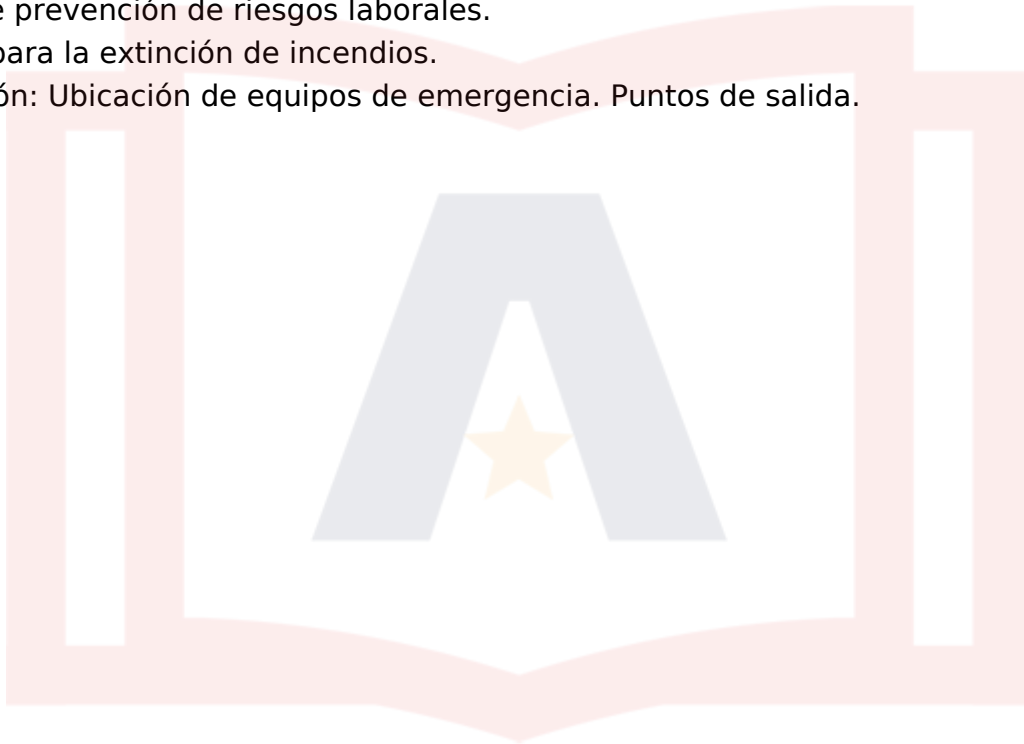 prevención de riesgos laborales.
para la extinción de incendios.
ón: Ubicación de equipos de emergencia. Puntos de salida.